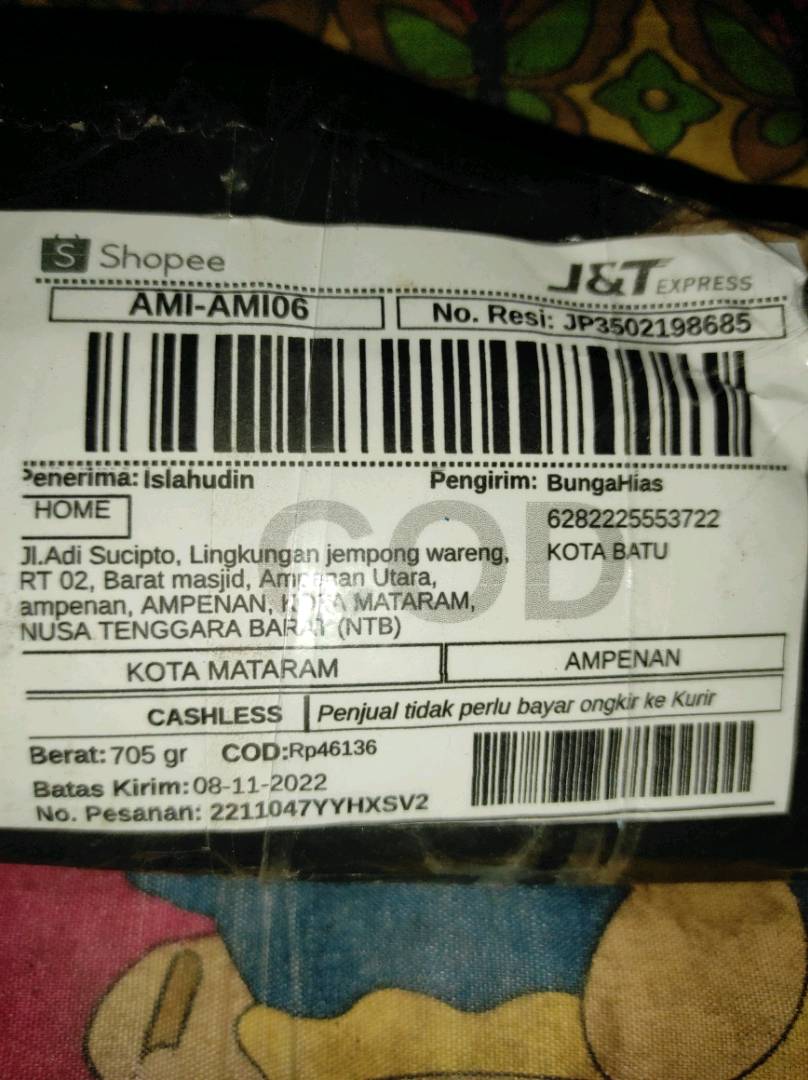 S Shopee
J&T EXPRESS
AMI-AMI06
No. Resi: JP3502198685
Penerima: Islahudin
Pengirim: BungaHias
HOME
6282225553722
KOTA BATU
COD
Jl.Adi Sucipto, Lingkungan jempong wareng,
RT 02, Barat masjid, Ampenan Utara,
ampenan, AMPENAN, KOTA MATARAM,
NUSA TENGGARA BARAT (NTB)
KOTA MATARAM
AMPENAN
CASHLESS
Penjual tidak perlu bayar ongkir ke Kurir
Berat: 705 gr COD:Rp46136
Batas Kirim: 08-11-2022
No. Pesanan: 2211047YYHXSV2